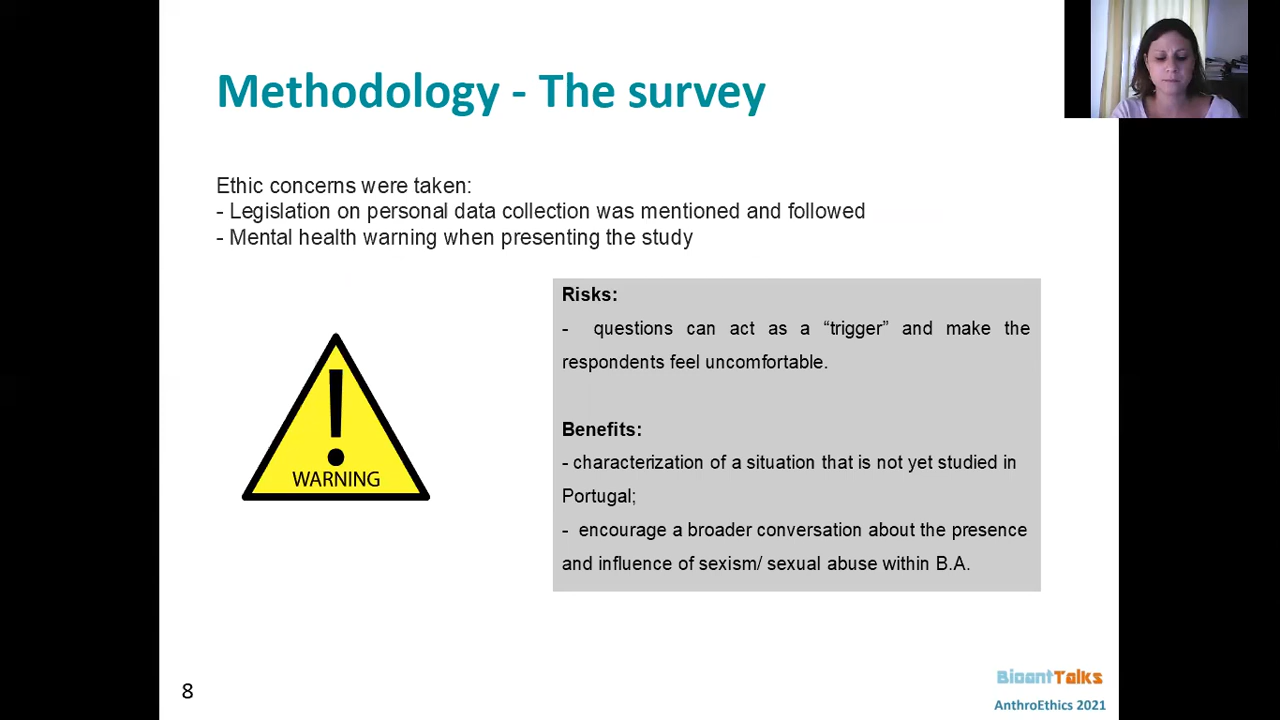 Methodology - The survey
Ethic concerns were taken:
- Legislation on personal data collection was mentioned and followed
- Mental health warning when presenting the study
WARNING
Risks:
- questions can act as a “trigger” and make the
respondents feel uncomfortable.
Benefits:
- characterization of a situation that is not yet studied in
Portugal;
- encourage a broader conversation about the presence
and influence of sexism/ sexual abuse within B.A.
8
BioantTalks
AnthroEthics 2021